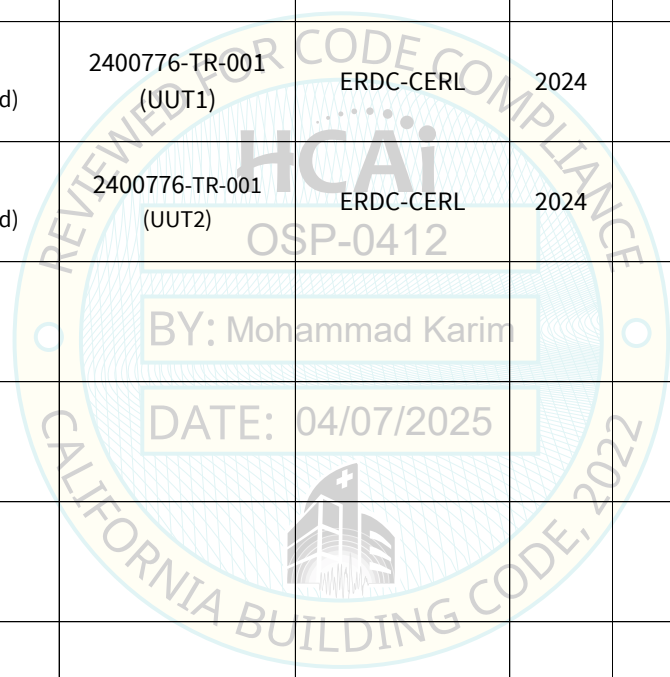 2400776-TR-001
(UUT1)
ERDC-CERL
2024
d)
2400776-TR-001
(UUT2)
ERDC-CERL
2024
d)
REVIEWED FOR CODE COMPLIANCE
HCAi
OSP-0412
BY: Mohammad Karim
DATE: 04/07/2025
CALIFORNIA BUILDING CODE, 2022